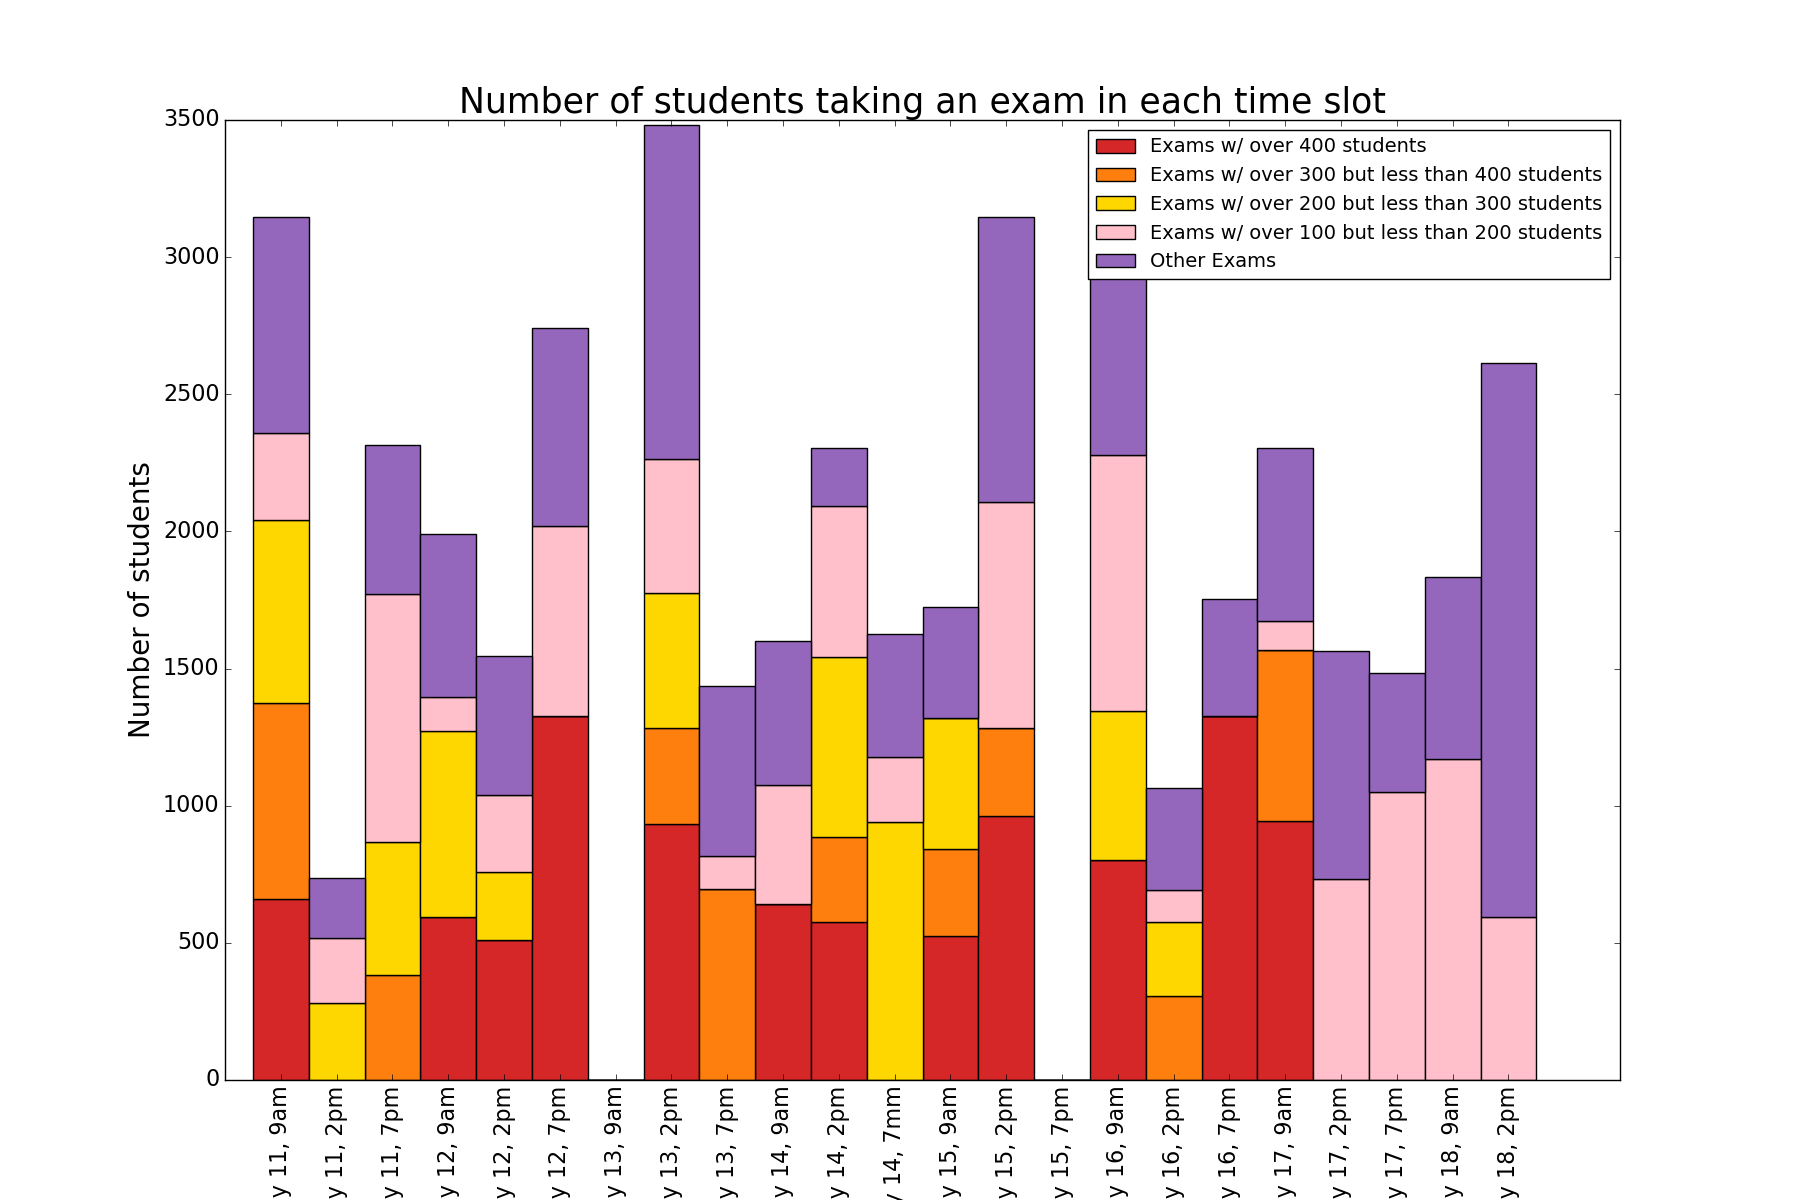 Number of students taking an exam in each time slot
3500
3000
2500
2000
1500
1000
500
0
Number of students
Exams w/ over 400 students
Exams w/ over 300 but less than 400 students
Exams w/ over 200 but less than 300 students
Exams w/ over 100 but less than 200 students
Other Exams
y 11, 9am
y 11, 2pm
y 11, 7pm
y 12, 9am
y 12, 2pm
y 12, 7pm
y 13, 9am
y 13, 2pm
y 13, 7pm
y 14, 9am
y 14, 2pm
y 14, 7mm
y 15, 9am
y 15, 2pm
y 15, 7pm
y 16, 9am
y 16, 2pm
y 16, 7pm
y 17, 9am
y 17, 2pm
y 17, 7pm
y 18, 9am
y 18, 2pm